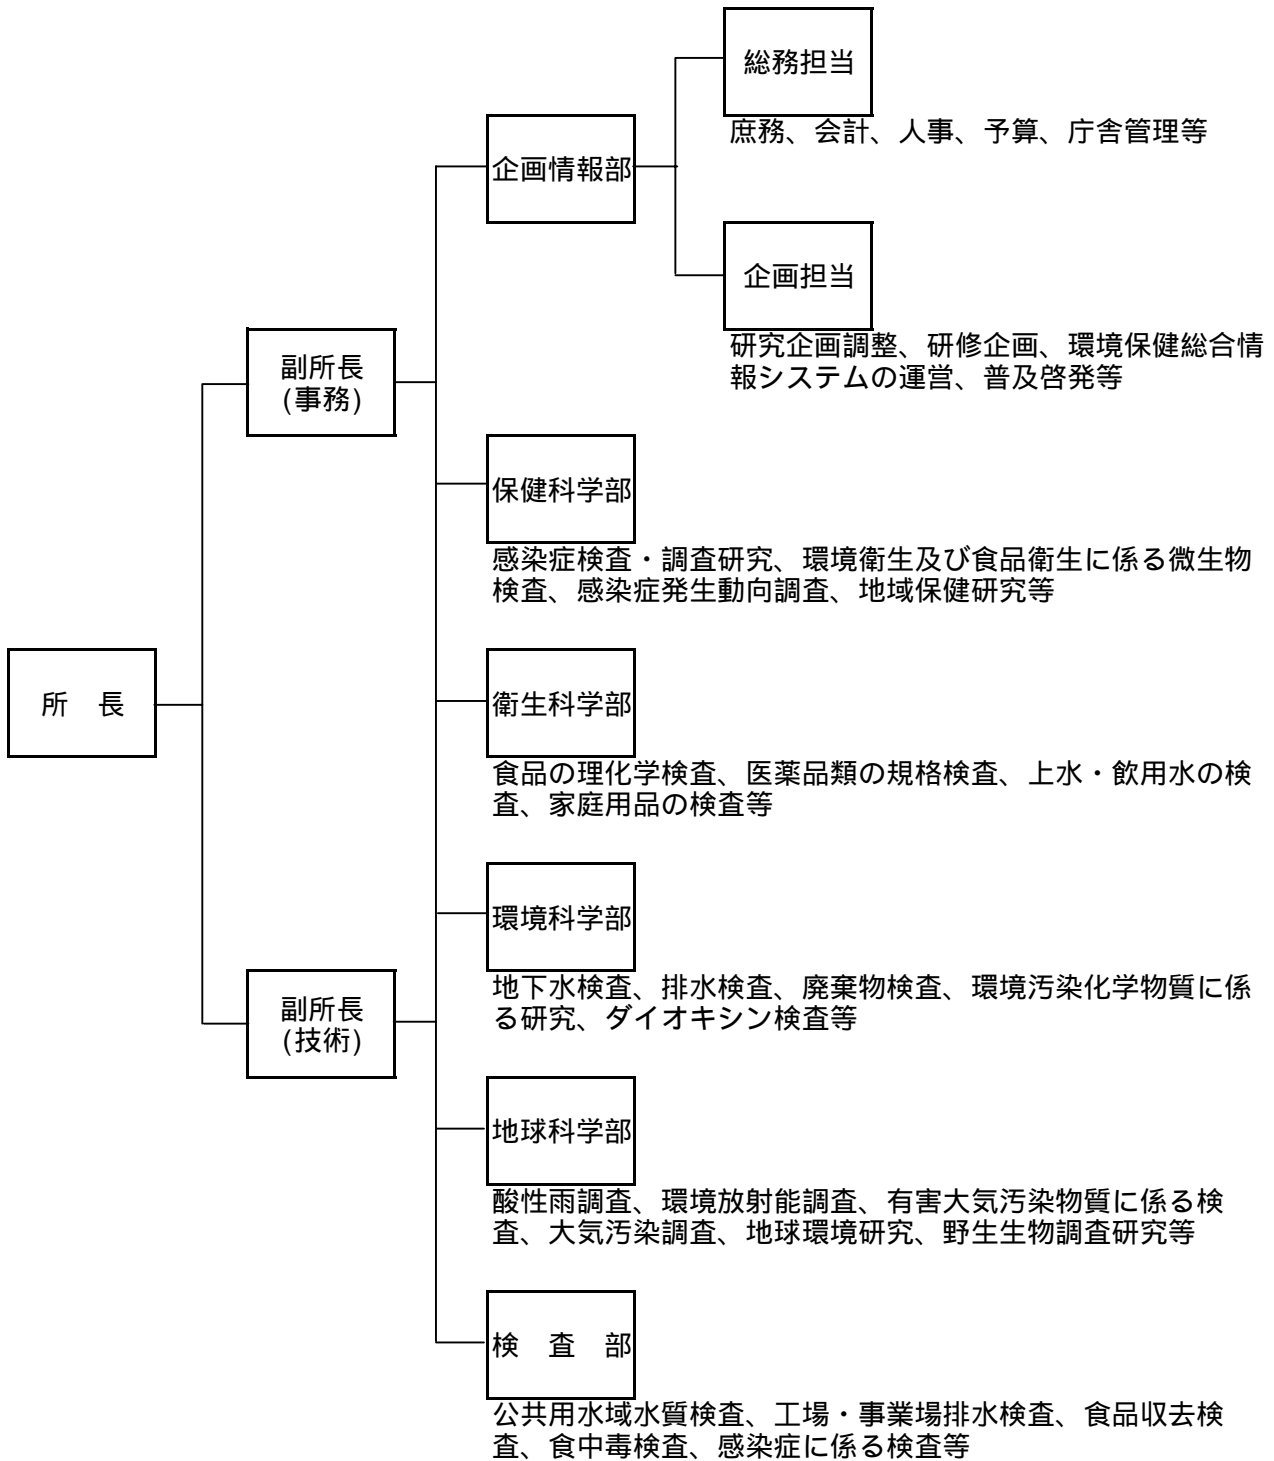 総務担当
庶務、会計、人事、予算、庁舎管理等
企画情報部
企画担当
研究企画調整、研修企画、環境保健総合情
報システムの運営、普及啓発等
副所長
(事務)
保健科学部
感染症検査・調査研究、環境衛生及び食品衛生に係る微生物
検査、感染症発生動向調査、地域保健研究等
所　長
衛生科学部
食品の理化学検査、医薬品類の規格検査、上水・飲用水の検
査、家庭用品の検査等
環境科学部
地下水検査、排水検査、廃棄物検査、環境汚染化学物質に係
る研究、ダイオキシン検査等
副所長
(技術)
地球科学部
酸性雨調査、環境放射能調査、有害大気汚染物質に係る検
査、大気汚染調査、地球環境研究、野生生物調査研究等
検　査　部
公共用水域水質検査、工場・事業場排水検査、食品収去検
査、食中毒検査、感染症に係る検査等